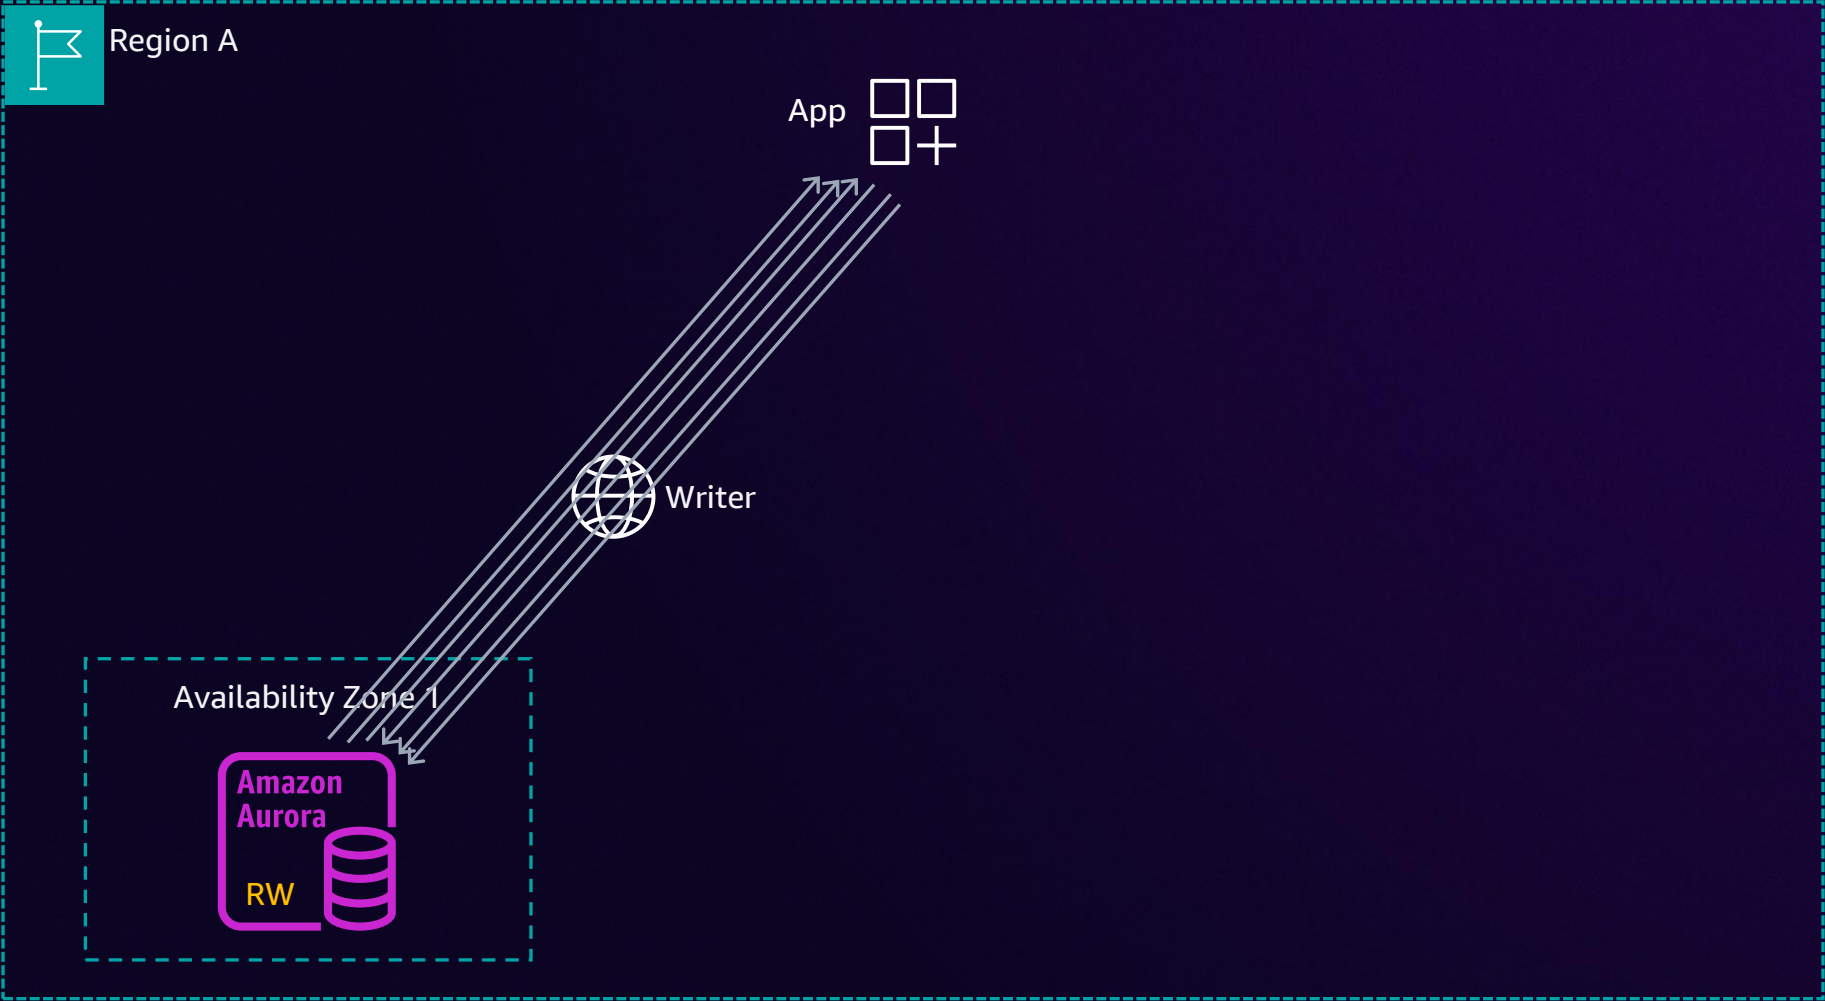 Region A
App
Writer
Availability Zone 1
Amazon
Aurora
RW